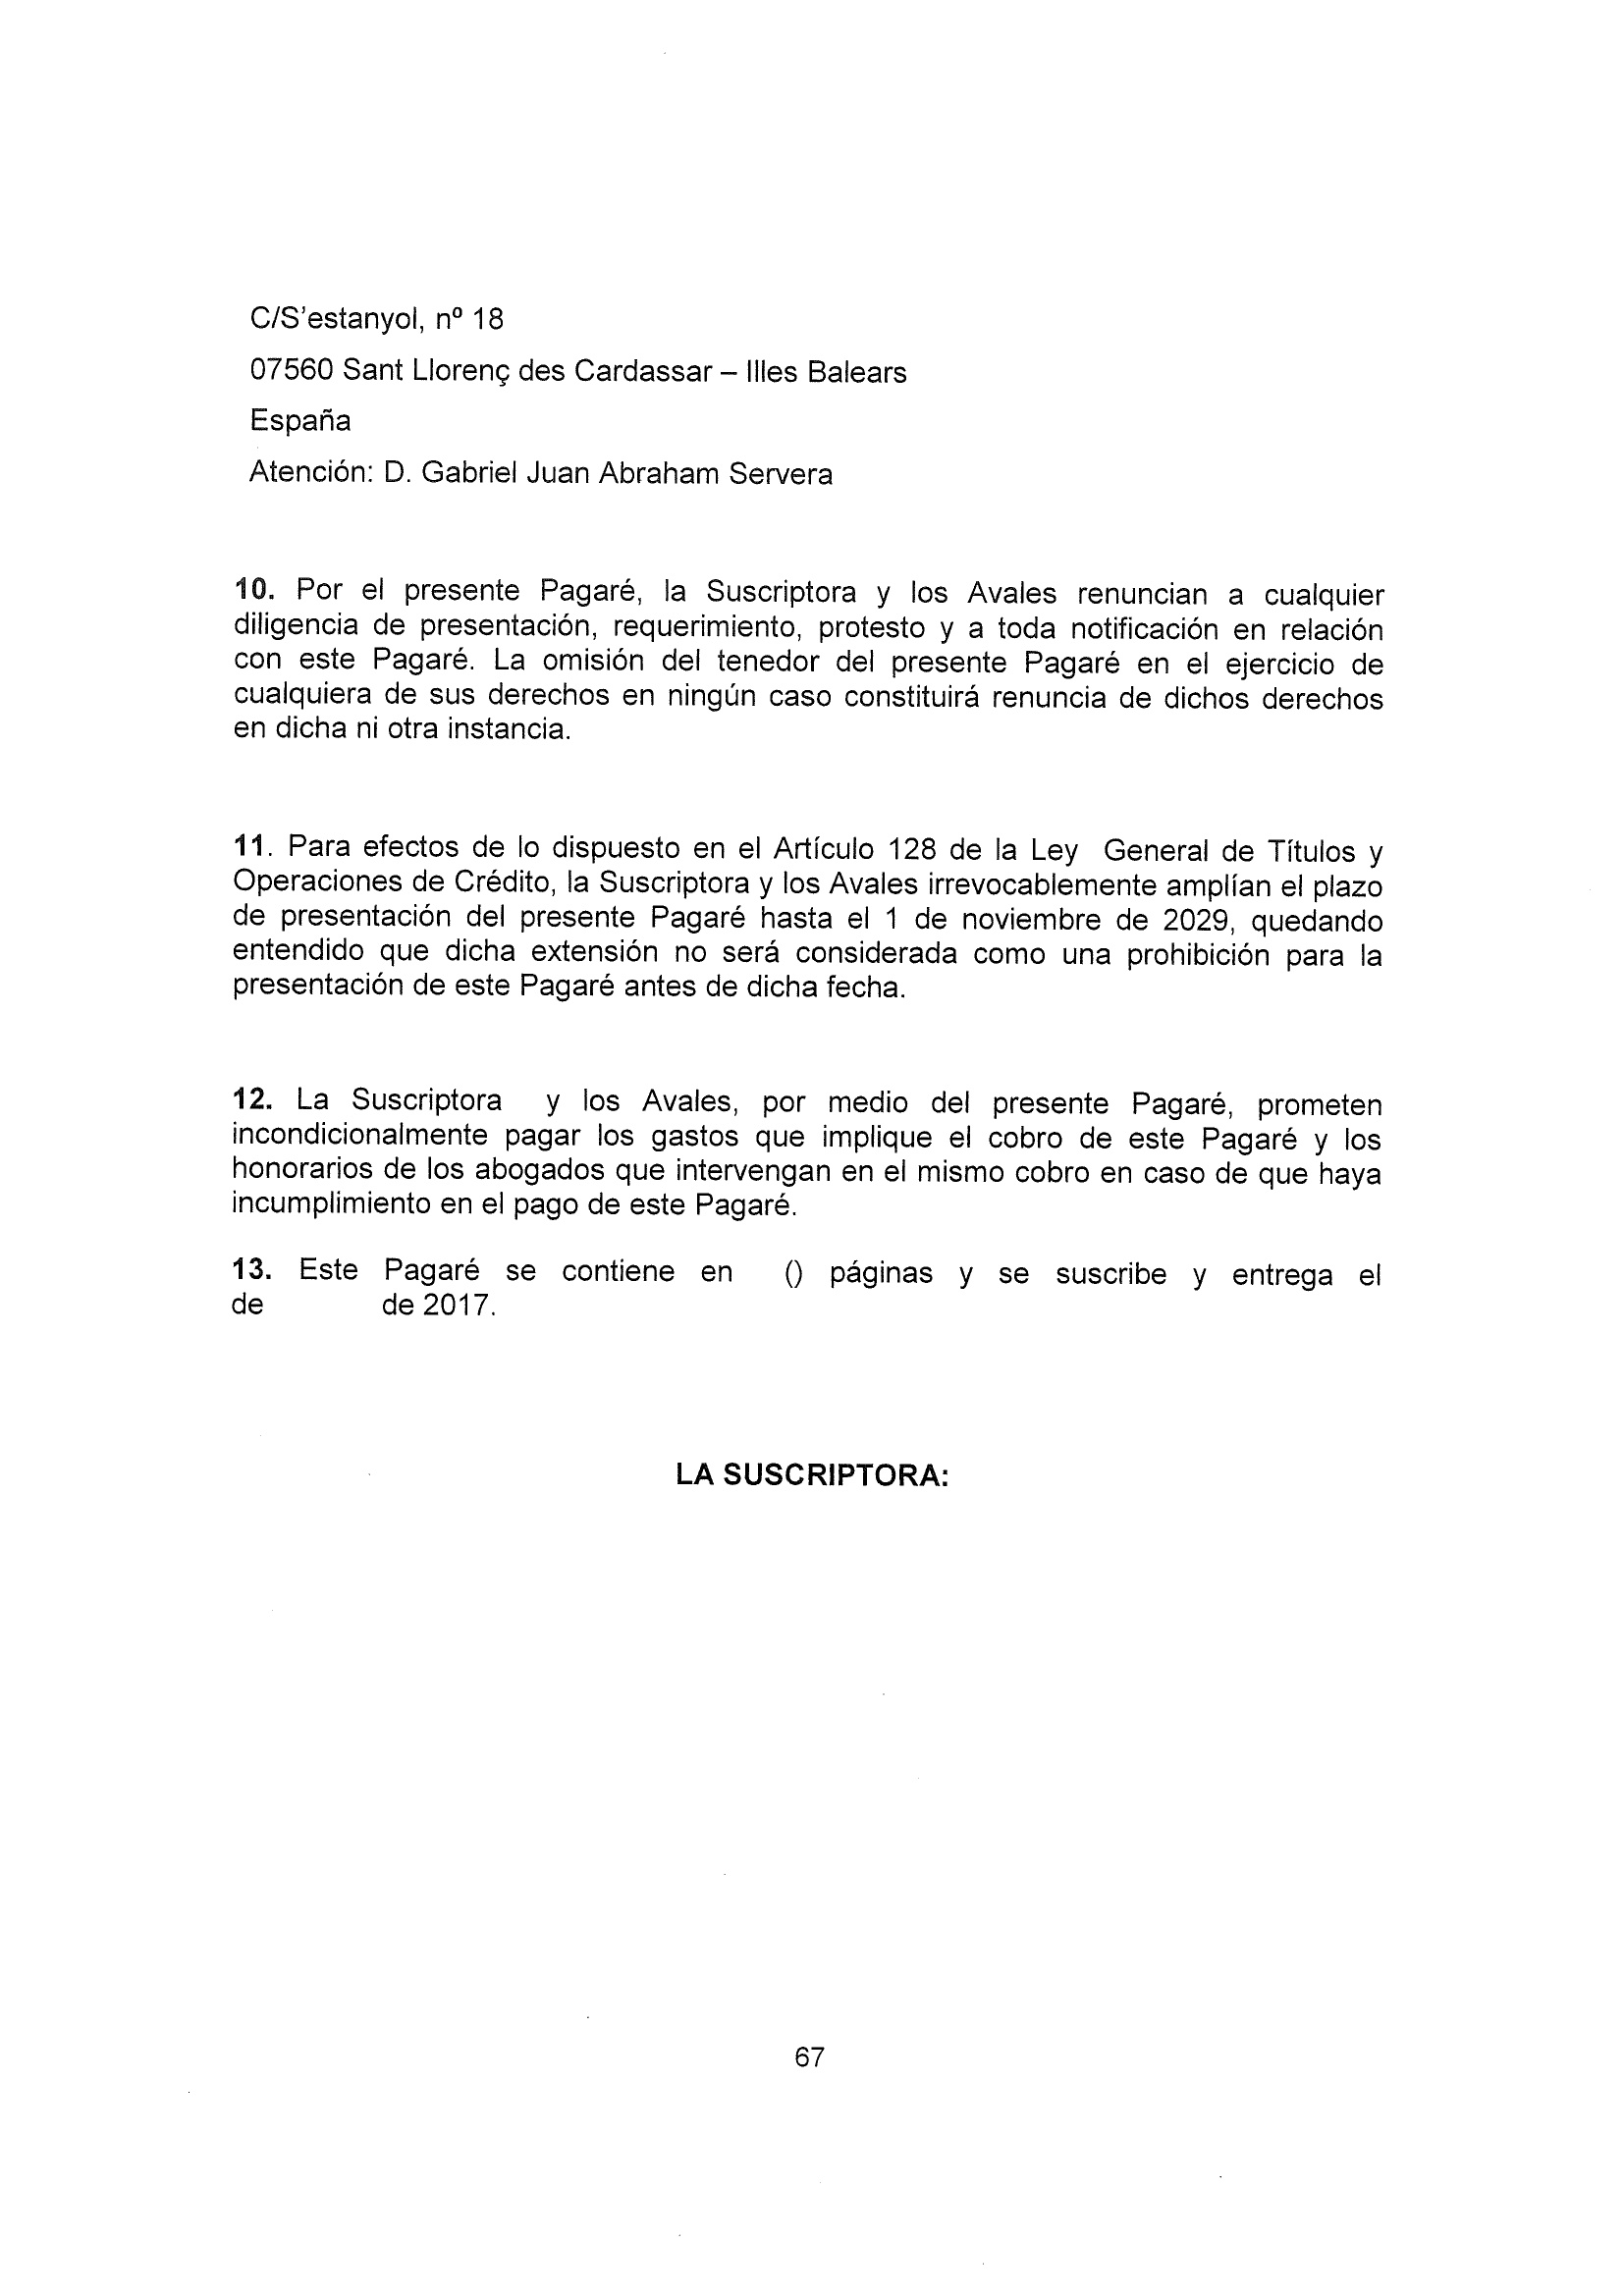 C/S'estanyol, nº 18
07560 Sant Llorenç des Cardassar – Illes Balears
España
Atención: D. Gabriel Juan Abraham Servera
10. Por el presente Pagaré, la Suscriptora y los Avales renuncian a cualquier
diligencia de presentación, requerimiento, protesto y a toda notificación en relación
con este Pagaré. La omisión del tenedor del presente Pagaré en el ejercicio de
cualquiera de sus derechos en ningún caso constituirá renuncia de dichos derechos
en dicha ni otra instancia.
11. Para efectos de lo dispuesto en el Artículo 128 de la Ley General de Títulos y
Operaciones de Crédito, la Suscriptora y los Avales irrevocablemente amplían el plazo
de presentación del presente Pagaré hasta el 1 de noviembre de 2029, quedando
entendido que dicha extensión no será considerada como una prohibición para la
presentación de este Pagaré antes de dicha fecha.
12. La Suscriptora y los Avales, por medio del presente Pagaré, prometen
incondicionalmente pagar los gastos que implique el cobro de este Pagaré y los
honorarios de los abogados que intervengan en el mismo cobro en caso de que haya
incumplimiento en el pago de este Pagaré.
13. Este Pagaré se contiene en () páginas y se suscribe y entrega el
de de 2017.
LA SUSCRIPTORA:
67